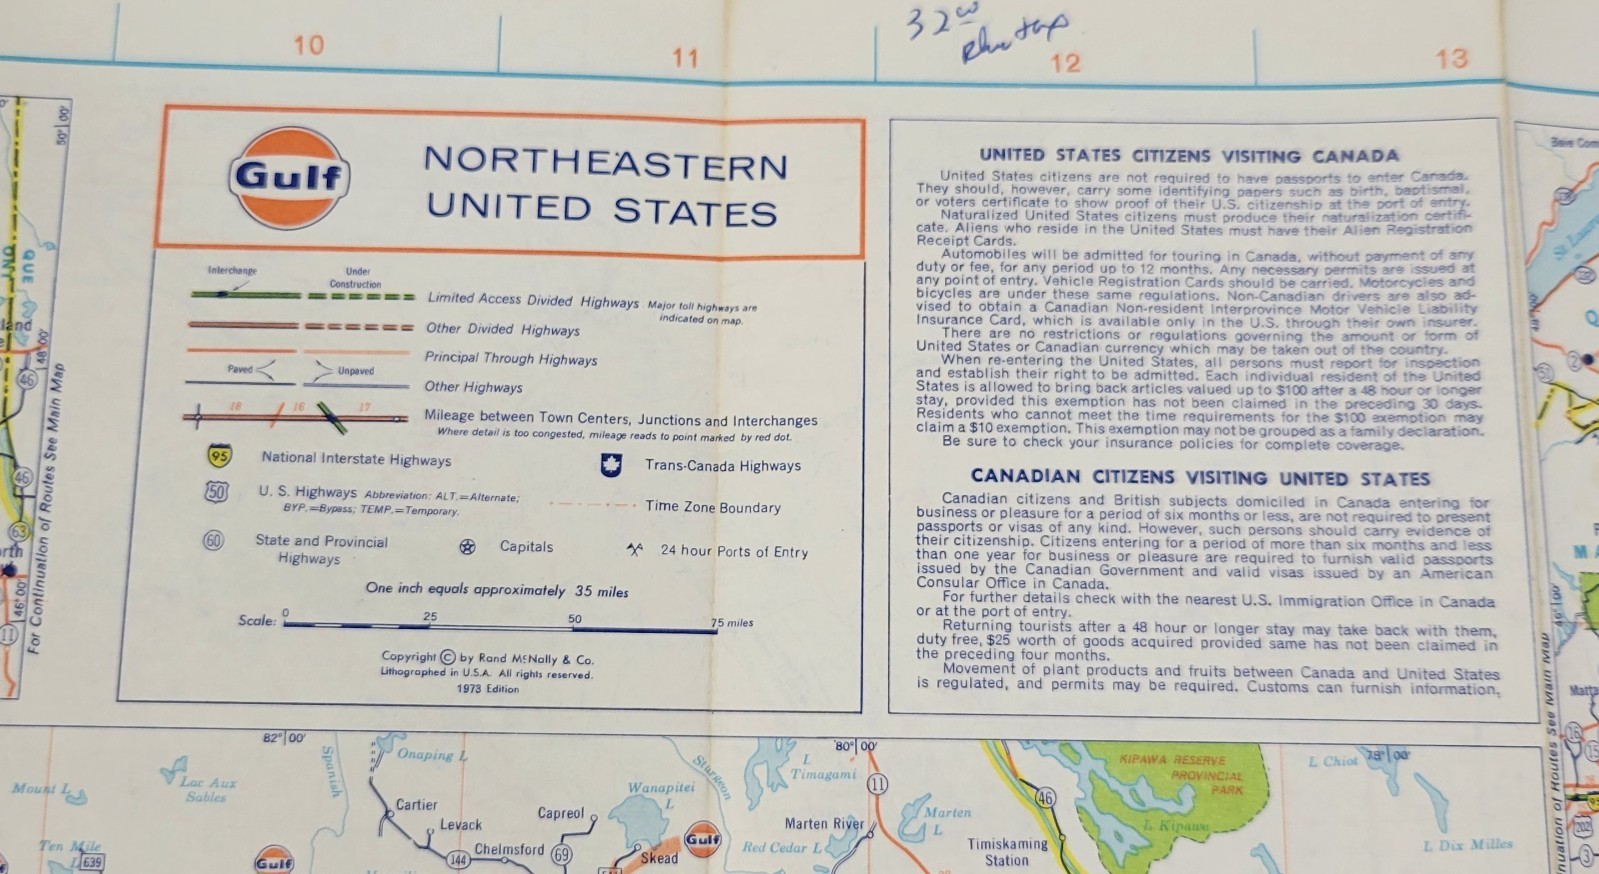 32⁰⁰
10
11
12
13
Gulf
NORTHEASTERN
UNITED STATES
Interchange
Under
Construction
Limited Access Divided Highways Major toll highways are
indicated on map.
Other Divided Highways
Principal Through Highways
Paved
Unpaved
Other Highways
18 16 17
Mileage between Town Centers, Junctions and Interchanges
Where detail is too congested, mileage reads to point marked by red dot.
95 National Interstate Highways
Trans-Canada Highways
50 U. S. Highways Abbreviation: ALT.=Alternate;
BYP.=Bypass; TEMP.=Temporary.
Time Zone Boundary
60 State and Provincial
Highways
Capitals
24 hour Ports of Entry
One inch equals approximately 35 miles
Scale: 0 25 50 75 miles
Copyright © by Rand McNally & Co.
Lithographed in U.S.A. All rights reserved.
1973 Edition
UNITED STATES CITIZENS VISITING CANADA
United States citizens are not required to have passports to enter Canada.
They should, however, carry some identifying papers such as birth, baptismal,
or voters certificate to show proof of their U.S. citizenship at the port of entry.
Naturalized United States citizens must produce their naturalization certifi-
cate. Aliens who reside in the United States must have their Alien Registration
Receipt Cards.
Automobiles will be admitted for touring in Canada, without payment of any
duty or fee, for any period up to 12 months. Any necessary permits are issued at
any point of entry. Vehicle Registration Cards should be carried. Motorcycles and
bicycles are under these same regulations. Non-Canadian drivers are also ad-
vised to obtain a Canadian Non-resident Interprovince Motor Vehicle Liability
Insurance Card, which is available only in the U.S. through their own insurer.
There are no restrictions or regulations governing the amount or form of
United States or Canadian currency which may be taken out of the country.
When re-entering the United States, all persons must report for inspection
and establish their right to be admitted. Each individual resident of the United
States is allowed to bring back articles valued up to $100 after a 48 hour or longer
stay, provided this exemption has not been claimed in the preceding 30 days.
Residents who cannot meet the time requirements for the $100 exemption may
claim a $10 exemption. This exemption may not be grouped as a family declaration.
Be sure to check your insurance policies for complete coverage.
CANADIAN CITIZENS VISITING UNITED STATES
Canadian citizens and British subjects domiciled in Canada entering for
business or pleasure for a period of six months or less, are not required to present
passports or visas of any kind. However, such persons should carry evidence of
their citizenship. Citizens entering for a period of more than six months and less
than one year for business or pleasure are required to furnish valid passports
issued by the Canadian Government and valid visas issued by an American
Consular Office in Canada.
For further details check with the nearest U.S. Immigration Office in Canada
or at the port of entry.
Returning tourists after a 48 hour or longer stay may take back with them,
duty free, $25 worth of goods acquired provided same has not been claimed in
the preceding four months.
Movement of plant products and fruits between Canada and United States
is regulated, and permits may be required. Customs can furnish information.
50°00'
ONT
QUE
48°00'
46
46
63
46°00'
11
For Continuation of Routes See Main Map
82°00'
80°00'
78°00'
Mount L
Lac Aux
Sables
Spanish
Onaping L
Cartier
Levack
Chelmsford
144
Capreol
69
Wanapitei
L
Skead
Gulf
Gulf
Sturgeon
L
Timagami
11
Marten River
Red Cedar L
Marten
L
46
Timiskaming
Station
KIPAWA RESERVE
PROVINCIAL
PARK
L Kipawa
L Chiot
L Dix Milles
Ten Mile
L
639
2
16
202
3